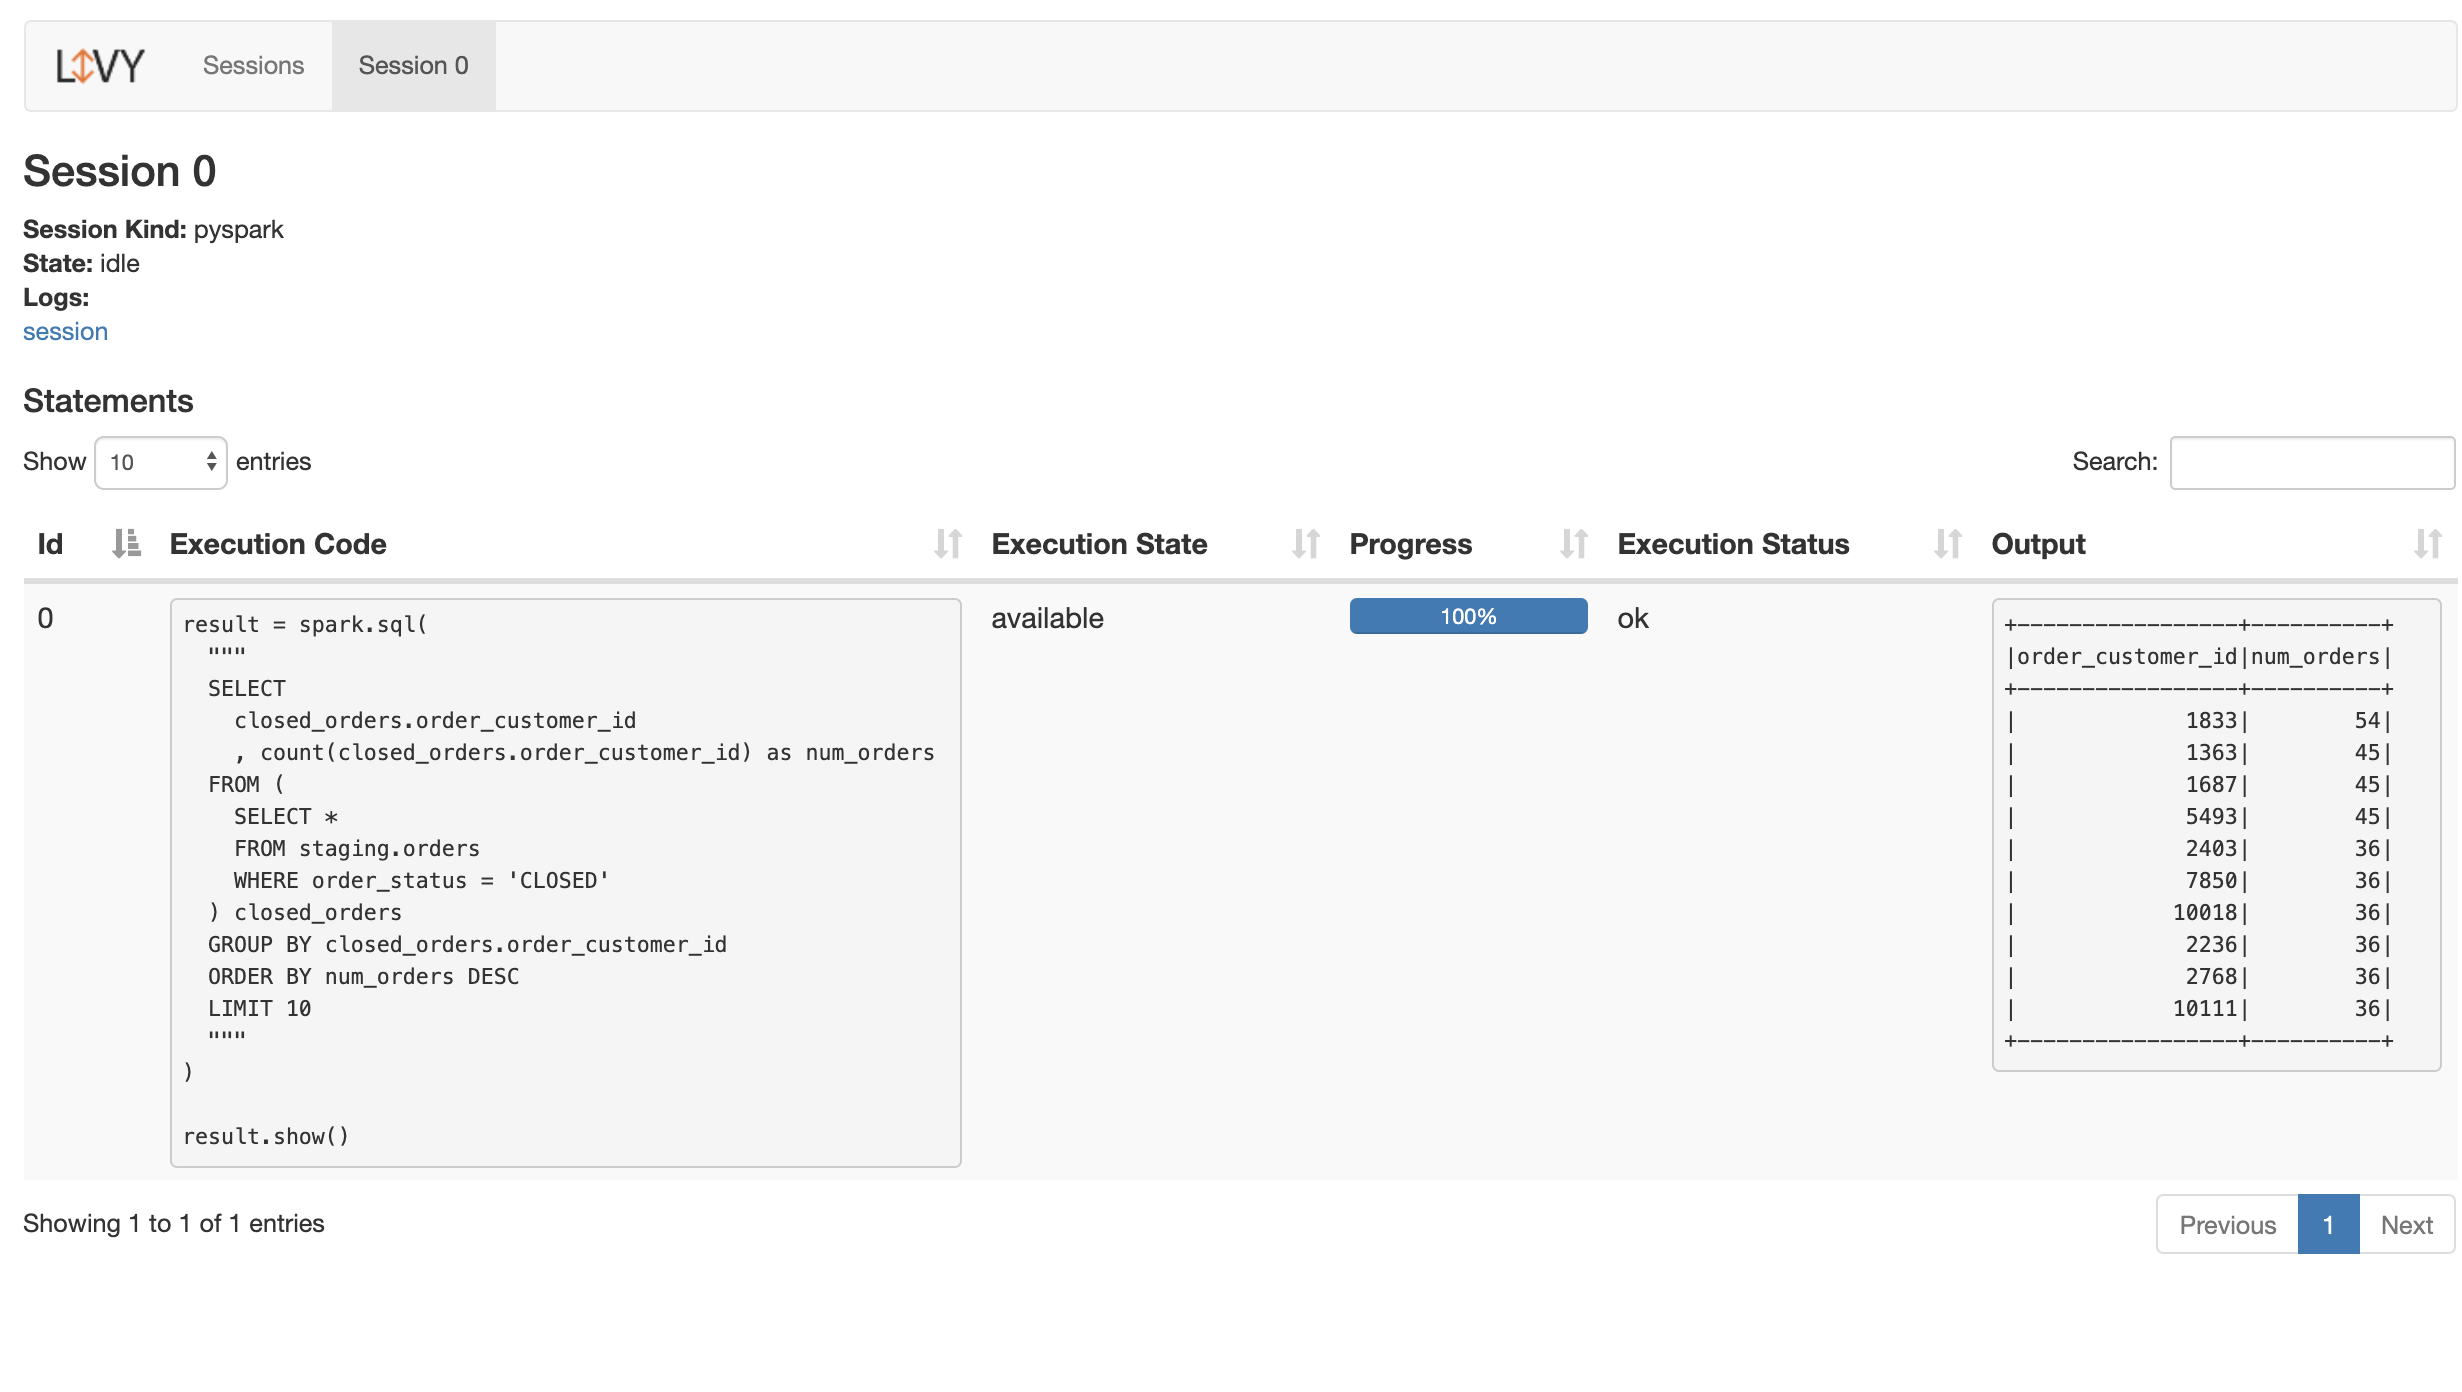 LIVY Sessions Session 0
Session 0
Session Kind: pyspark
State: idle
Logs:
session
Statements
Show 10 entries Search:
Id Execution Code Execution State Progress Execution Status Output
0
result = spark.sql(
  """
  SELECT
    closed_orders.order_customer_id
    , count(closed_orders.order_customer_id) as num_orders
  FROM (
    SELECT *
    FROM staging.orders
    WHERE order_status = 'CLOSED'
  ) closed_orders
  GROUP BY closed_orders.order_customer_id
  ORDER BY num_orders DESC
  LIMIT 10
  """
)
result.show()
available
100%
ok
+-----------------+----------+
|order_customer_id|num_orders|
+-----------------+----------+
|             1833|        54|
|             1363|        45|
|             1687|        45|
|             5493|        45|
|             2403|        36|
|             7850|        36|
|            10018|        36|
|             2236|        36|
|             2768|        36|
|            10111|        36|
+-----------------+----------+
Showing 1 to 1 of 1 entries
Previous 1 Next